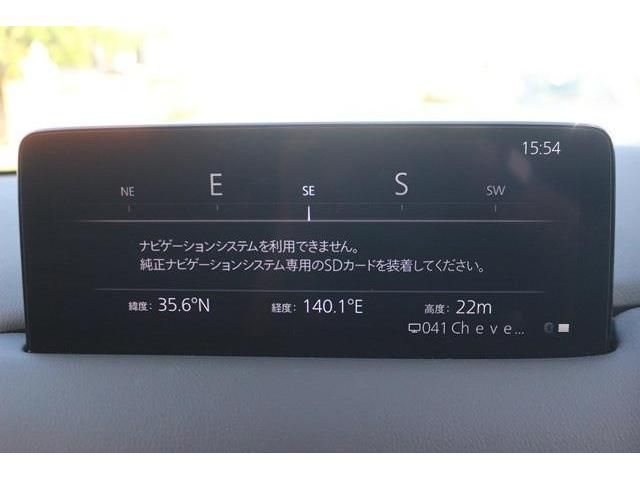 15:54
NE E SE S SW
ナビゲーションシステムを利用できません。
純正ナビゲーションシステム専用のSDカードを装着してください。
緯度: 35.6°N 経度: 140.1°E 高度: 22m
041 C h e v e ...